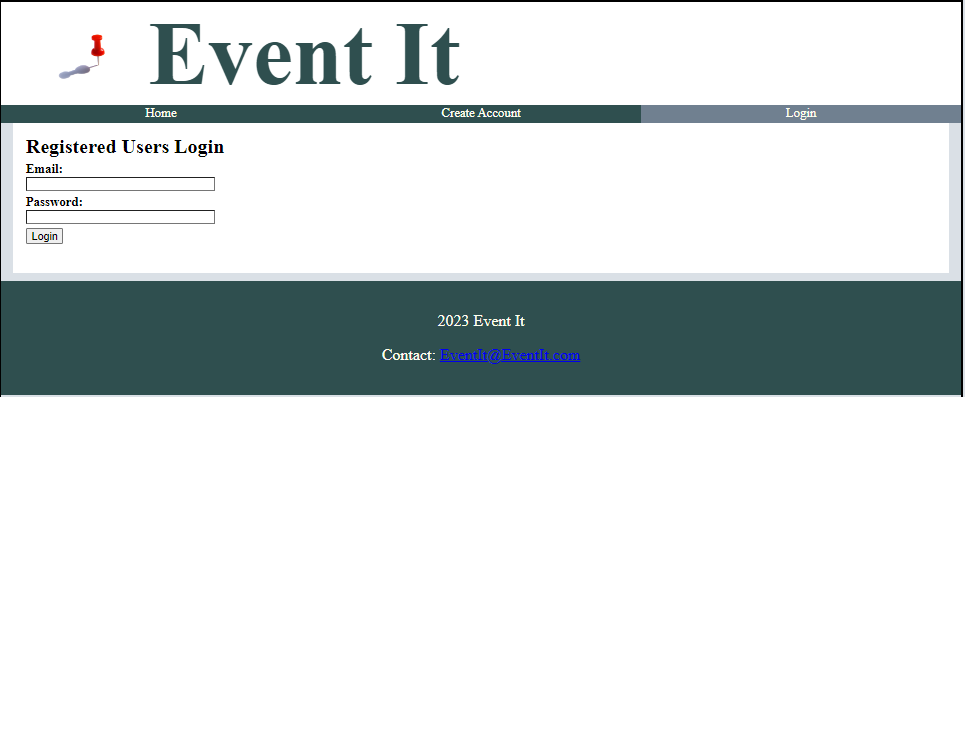 Event It
Home Create Account Login
Registered Users Login
Email:
Password:
Login
2023 Event It
Contact: EventIt@EventIt.com